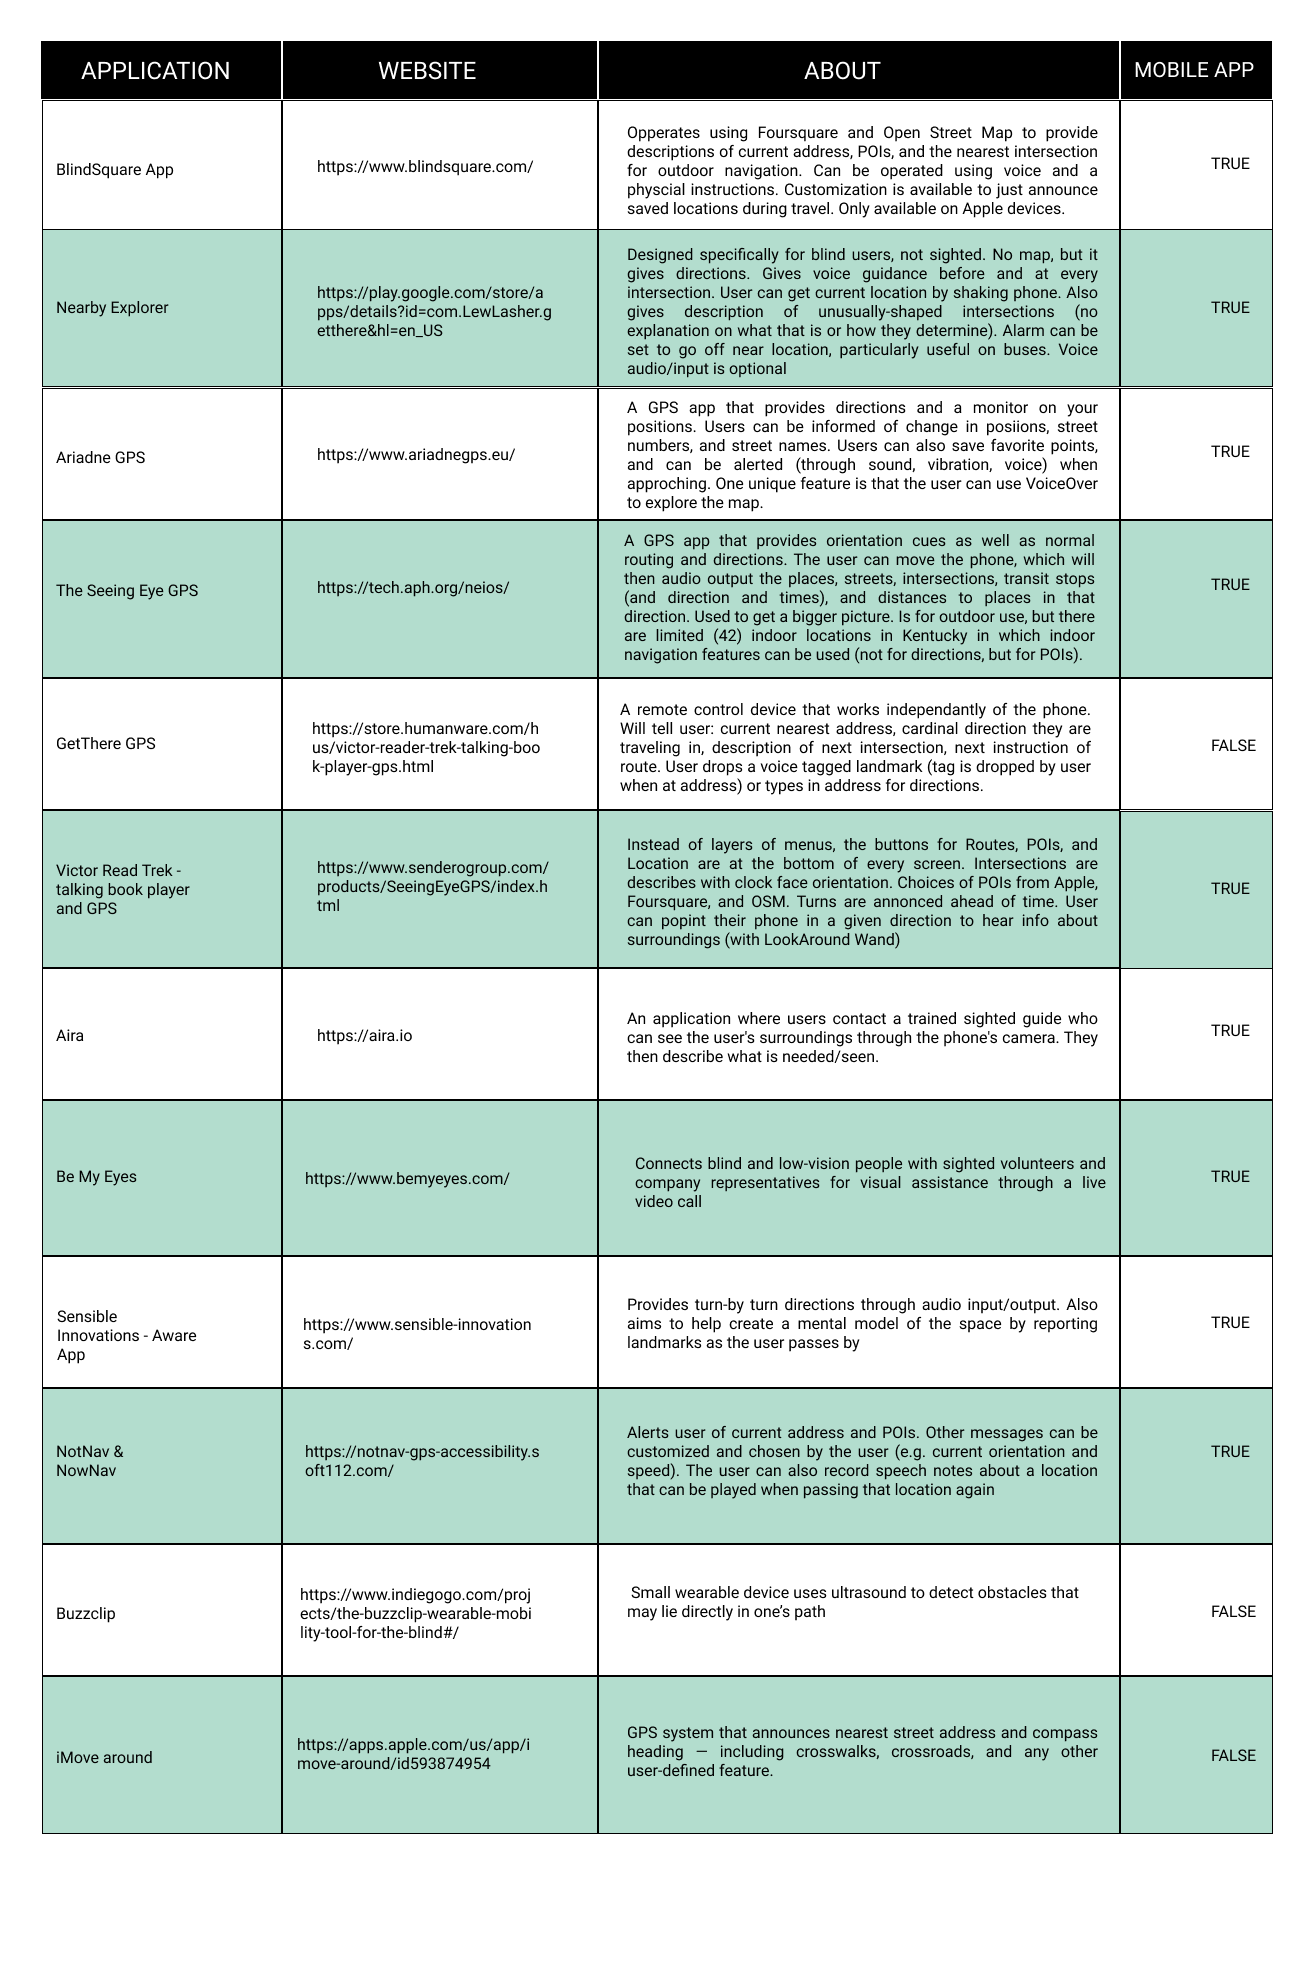 APPLICATION
WEBSITE
ABOUT
MOBILE APP
BlindSquare App
https://www.blindsquare.com/
Opperates using Foursquare and Open Street Map to provide
descriptions of current address, POIs, and the nearest intersection
for outdoor navigation. Can be operated using voice and a
physcial instructions. Customization is available to just announce
saved locations during travel. Only available on Apple devices.
TRUE
Nearby Explorer
https://play.google.com/store/a
pps/details?id=com.LewLasher.g
etthere&hl=en_US
Designed specifically for blind users, not sighted. No map, but it
gives directions. Gives voice guidance before and at every
intersection. User can get current location by shaking phone. Also
gives description of unusually-shaped intersections (no
explanation on what that is or how they determine). Alarm can be
set to go off near location, particularly useful on buses. Voice
audio/input is optional
TRUE
Ariadne GPS
https://www.ariadnegps.eu/
A GPS app that provides directions and a monitor on your
positions. Users can be informed of change in posiions, street
numbers, and street names. Users can also save favorite points,
and can be alerted (through sound, vibration, voice) when
approching. One unique feature is that the user can use VoiceOver
to explore the map.
TRUE
The Seeing Eye GPS
https://tech.aph.org/neios/
A GPS app that provides orientation cues as well as normal
routing and directions. The user can move the phone, which will
then audio output the places, streets, intersections, transit stops
(and direction and times), and distances to places in that
direction. Used to get a bigger picture. Is for outdoor use, but there
are limited (42) indoor locations in Kentucky in which indoor
navigation features can be used (not for directions, but for POIs).
TRUE
GetThere GPS
https://store.humanware.com/h
us/victor-reader-trek-talking-boo
k-player-gps.html
A remote control device that works independantly of the phone.
Will tell user: current nearest address, cardinal direction they are
traveling in, description of next intersection, next instruction of
route. User drops a voice tagged landmark (tag is dropped by user
when at address) or types in address for directions.
FALSE
Victor Read Trek -
talking book player
and GPS
https://www.senderogroup.com/
products/SeeingEyeGPS/index.h
tml
Instead of layers of menus, the buttons for Routes, POIs, and
Location are at the bottom of every screen. Intersections are
describes with clock face orientation. Choices of POIs from Apple,
Foursquare, and OSM. Turns are annonced ahead of time. User
can popint their phone in a given direction to hear info about
surroundings (with LookAround Wand)
TRUE
Aira
https://aira.io
An application where users contact a trained sighted guide who
can see the user's surroundings through the phone's camera. They
then describe what is needed/seen.
TRUE
Be My Eyes
https://www.bemyeyes.com/
Connects blind and low-vision people with sighted volunteers and
company representatives for visual assistance through a live
video call
TRUE
Sensible
Innovations - Aware
App
https://www.sensible-innovation
s.com/
Provides turn-by turn directions through audio input/output. Also
aims to help create a mental model of the space by reporting
landmarks as the user passes by
TRUE
NotNav &
NowNav
https://notnav-gps-accessibility.s
oft112.com/
Alerts user of current address and POIs. Other messages can be
customized and chosen by the user (e.g. current orientation and
speed). The user can also record speech notes about a location
that can be played when passing that location again
TRUE
Buzzclip
https://www.indiegogo.com/proj
ects/the-buzzclip-wearable-mobi
lity-tool-for-the-blind#/
Small wearable device uses ultrasound to detect obstacles that
may lie directly in one’s path
FALSE
iMove around
https://apps.apple.com/us/app/i
move-around/id593874954
GPS system that announces nearest street address and compass
heading — including crosswalks, crossroads, and any other
user-defined feature.
FALSE